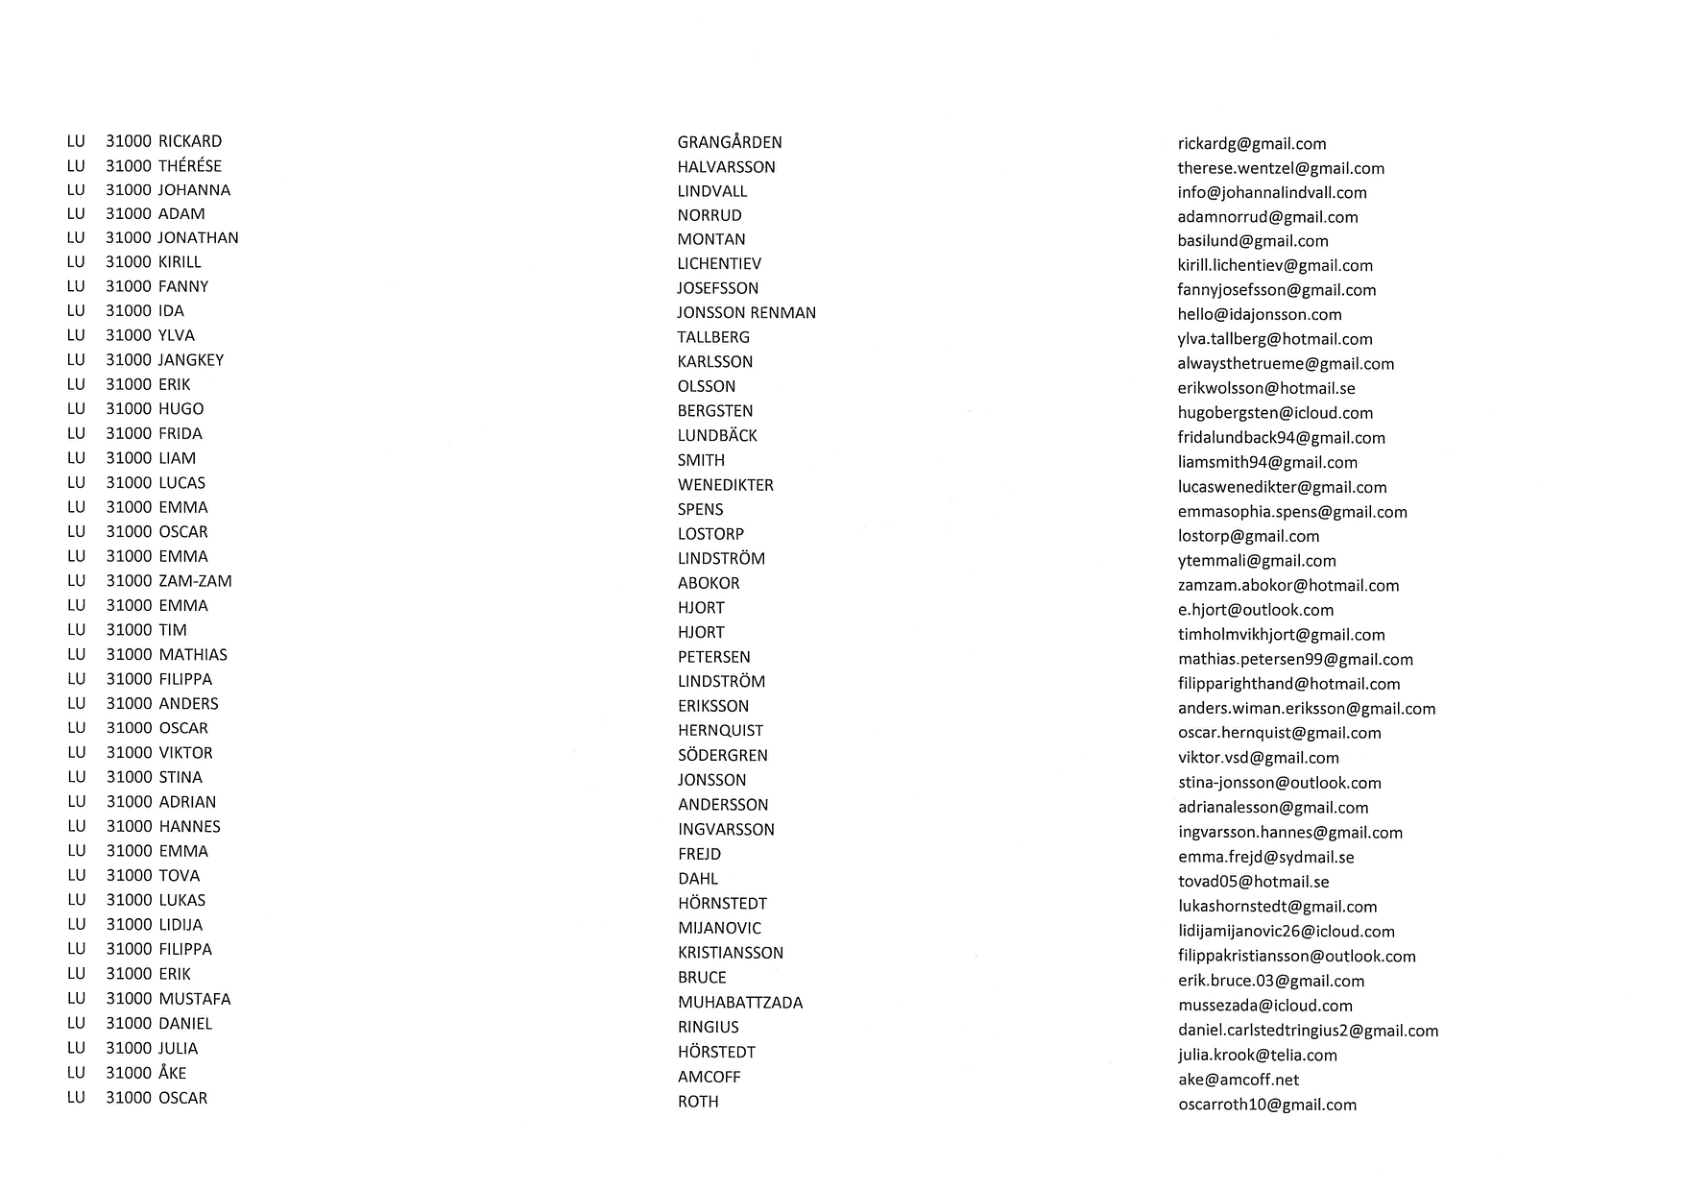 LU 31000 RICKARD GRANGÅRDEN rickardg@gmail.com
LU 31000 THÉRÉSE HALVARSSON therese.wentzel@gmail.com
LU 31000 JOHANNA LINDVALL info@johannalindvall.com
LU 31000 ADAM NORRUD adamnorrud@gmail.com
LU 31000 JONATHAN MONTAN basilund@gmail.com
LU 31000 KIRILL LICHENTIEV kirill.lichentiev@gmail.com
LU 31000 FANNY JOSEFSSON fannyjosefsson@gmail.com
LU 31000 IDA JONSSON RENMAN hello@idajonsson.com
LU 31000 YLVA TALLBERG ylva.tallberg@hotmail.com
LU 31000 JANGKEY KARLSSON alwaysthetrueme@gmail.com
LU 31000 ERIK OLSSON erikwolsson@hotmail.se
LU 31000 HUGO BERGSTEN hugobergsten@icloud.com
LU 31000 FRIDA LUNDBÄCK fridalundback94@gmail.com
LU 31000 LIAM SMITH liamsmith94@gmail.com
LU 31000 LUCAS WENEDIKTER lucaswenedikter@gmail.com
LU 31000 EMMA SPENS emmasophia.spens@gmail.com
LU 31000 OSCAR LOSTORP lostorp@gmail.com
LU 31000 EMMA LINDSTRÖM ytemmali@gmail.com
LU 31000 ZAM-ZAM ABOKOR zamzam.abokor@hotmail.com
LU 31000 EMMA HJORT e.hjort@outlook.com
LU 31000 TIM HJORT timholmvikhjort@gmail.com
LU 31000 MATHIAS PETERSEN mathias.petersen99@gmail.com
LU 31000 FILIPPA LINDSTRÖM filipparighthand@hotmail.com
LU 31000 ANDERS ERIKSSON anders.wiman.eriksson@gmail.com
LU 31000 OSCAR HERNQUIST oscar.hernquist@gmail.com
LU 31000 VIKTOR SÖDERGREN viktor.vsd@gmail.com
LU 31000 STINA JONSSON stina-jonsson@outlook.com
LU 31000 ADRIAN ANDERSSON adrianalesson@gmail.com
LU 31000 HANNES INGVARSSON ingvarsson.hannes@gmail.com
LU 31000 EMMA FREJD emma.frejd@sydmail.se
LU 31000 TOVA DAHL tovad05@hotmail.se
LU 31000 LUKAS HÖRNSTEDT lukashornstedt@gmail.com
LU 31000 LIDIJA MIJANOVIC lidijamijanovic26@icloud.com
LU 31000 FILIPPA KRISTIANSSON filippakristiansson@outlook.com
LU 31000 ERIK BRUCE erik.bruce.03@gmail.com
LU 31000 MUSTAFA MUHABATTZADA mussezada@icloud.com
LU 31000 DANIEL RINGIUS daniel.carlstedtringius2@gmail.com
LU 31000 JULIA HÖRSTEDT julia.krook@telia.com
LU 31000 ÅKE AMCOFF ake@amcoff.net
LU 31000 OSCAR ROTH oscarroth10@gmail.com